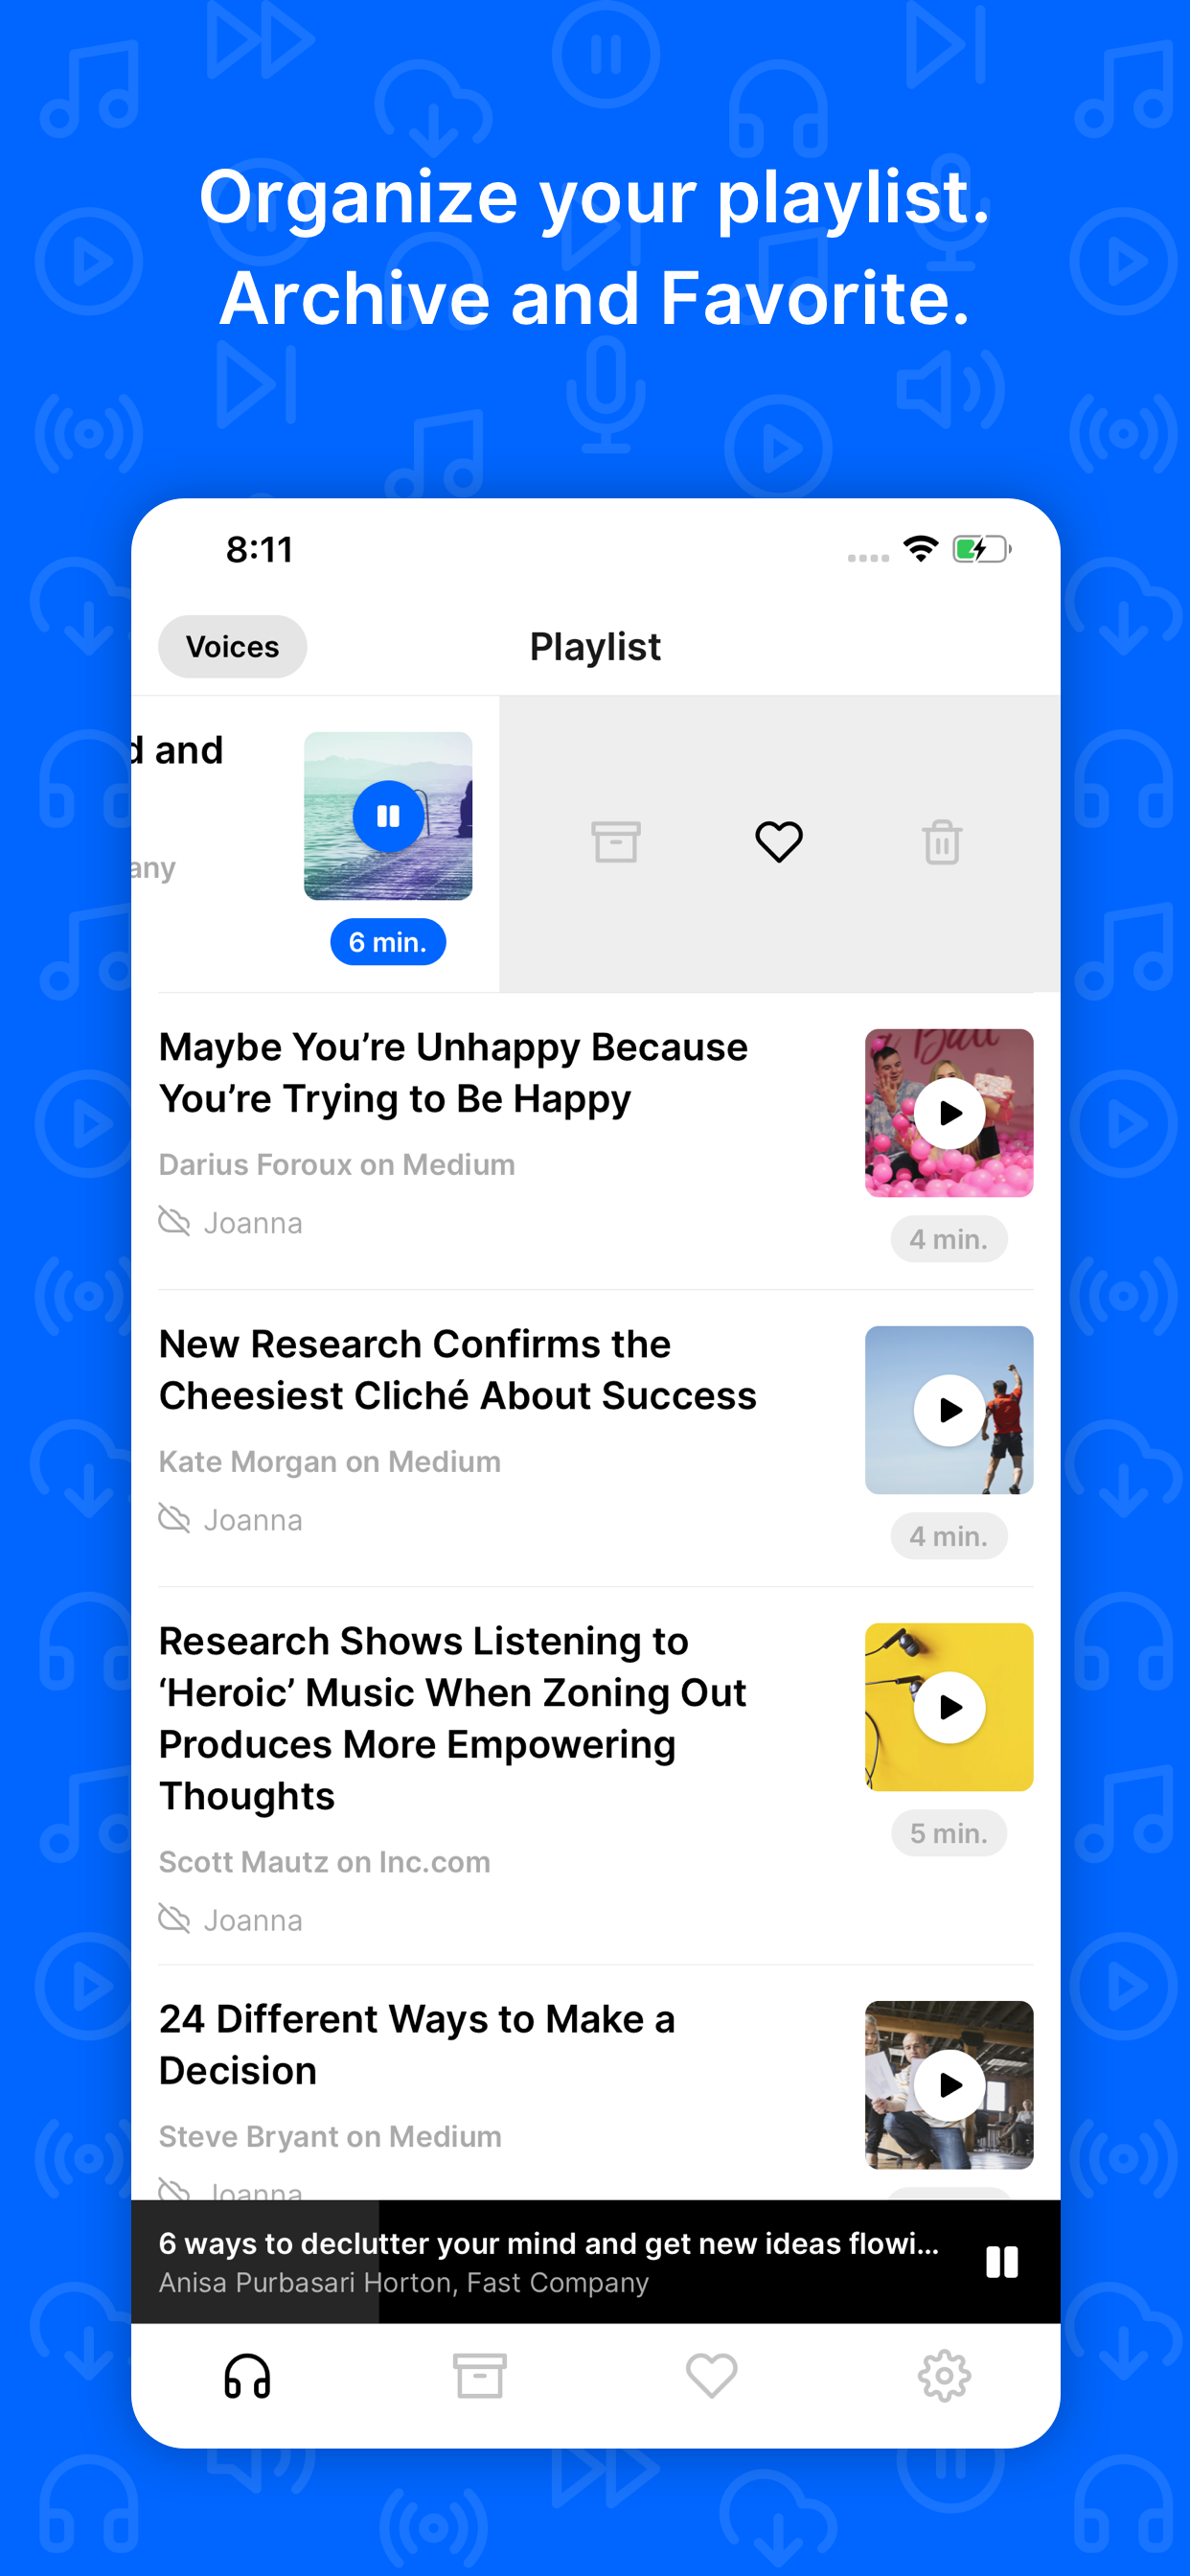 Organize your playlist.
Archive and Favorite.
8:11
Voices
Playlist
d and
any
6 min.
Maybe You’re Unhappy Because
You’re Trying to Be Happy
Darius Foroux on Medium
Joanna
4 min.
New Research Confirms the
Cheesiest Cliché About Success
Kate Morgan on Medium
Joanna
4 min.
Research Shows Listening to
‘Heroic’ Music When Zoning Out
Produces More Empowering
Thoughts
Scott Mautz on Inc.com
Joanna
5 min.
24 Different Ways to Make a
Decision
Steve Bryant on Medium
Joanna
6 ways to declutter your mind and get new ideas flowi...
Anisa Purbasari Horton, Fast Company